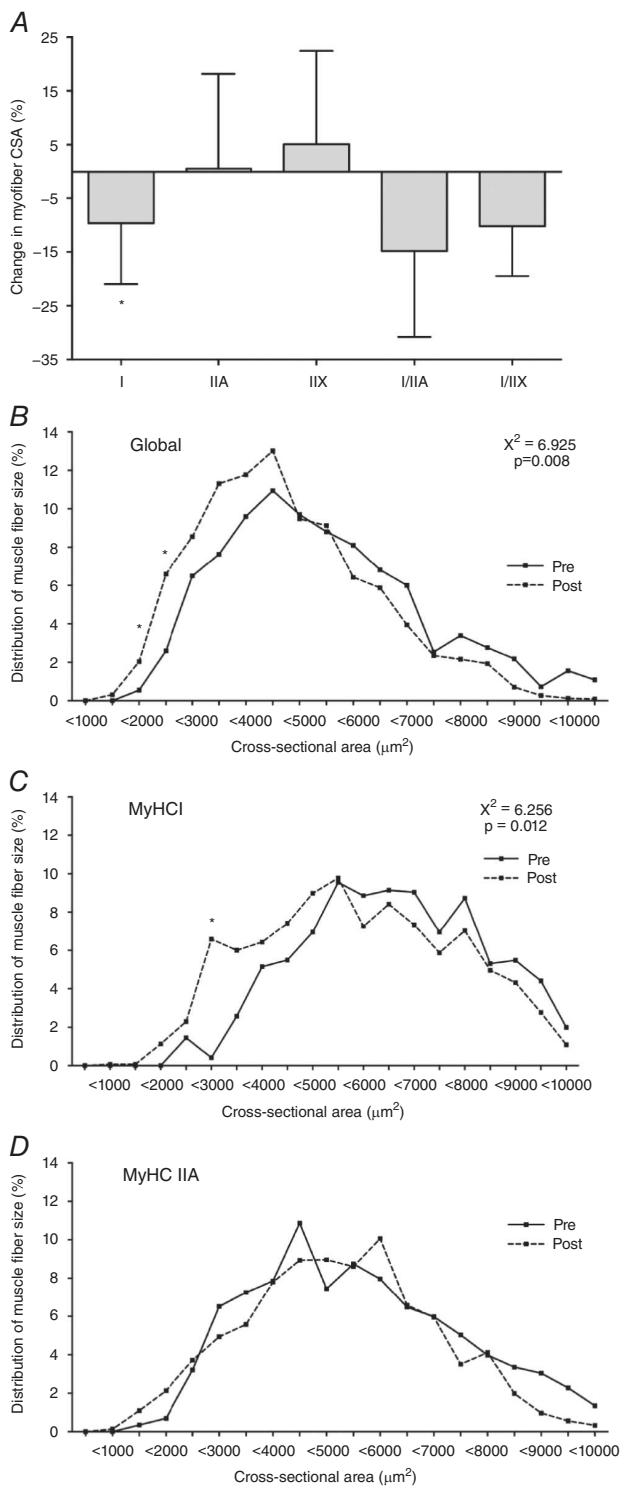 A
Change in myofiber CSA (%)
25
15
5
−5
−15
−25
−35
*
I IIA IIX I/IIA I/IIX
B
Distribution of muscle fiber size (%)
Global
X² = 6.925
p=0.008
14
12
10
8
6
4
2
0
*
*
Pre
Post
<1000 <2000 <3000 <4000 <5000 <6000 <7000 <8000 <9000 <10000
Cross-sectional area (μm²)
C
Distribution of muscle fiber size (%)
MyHCI
X² = 6.256
p = 0.012
14
12
10
8
6
4
2
0
*
Pre
Post
<1000 <2000 <3000 <4000 <5000 <6000 <7000 <8000 <9000 <10000
Cross-sectional area (μm²)
D
Distribution of muscle fiber size (%)
MyHC IIA
14
12
10
8
6
4
2
0
Pre
Post
<1000 <2000 <3000 <4000 <5000 <6000 <7000 <8000 <9000 <10000
Cross-sectional area (μm²)